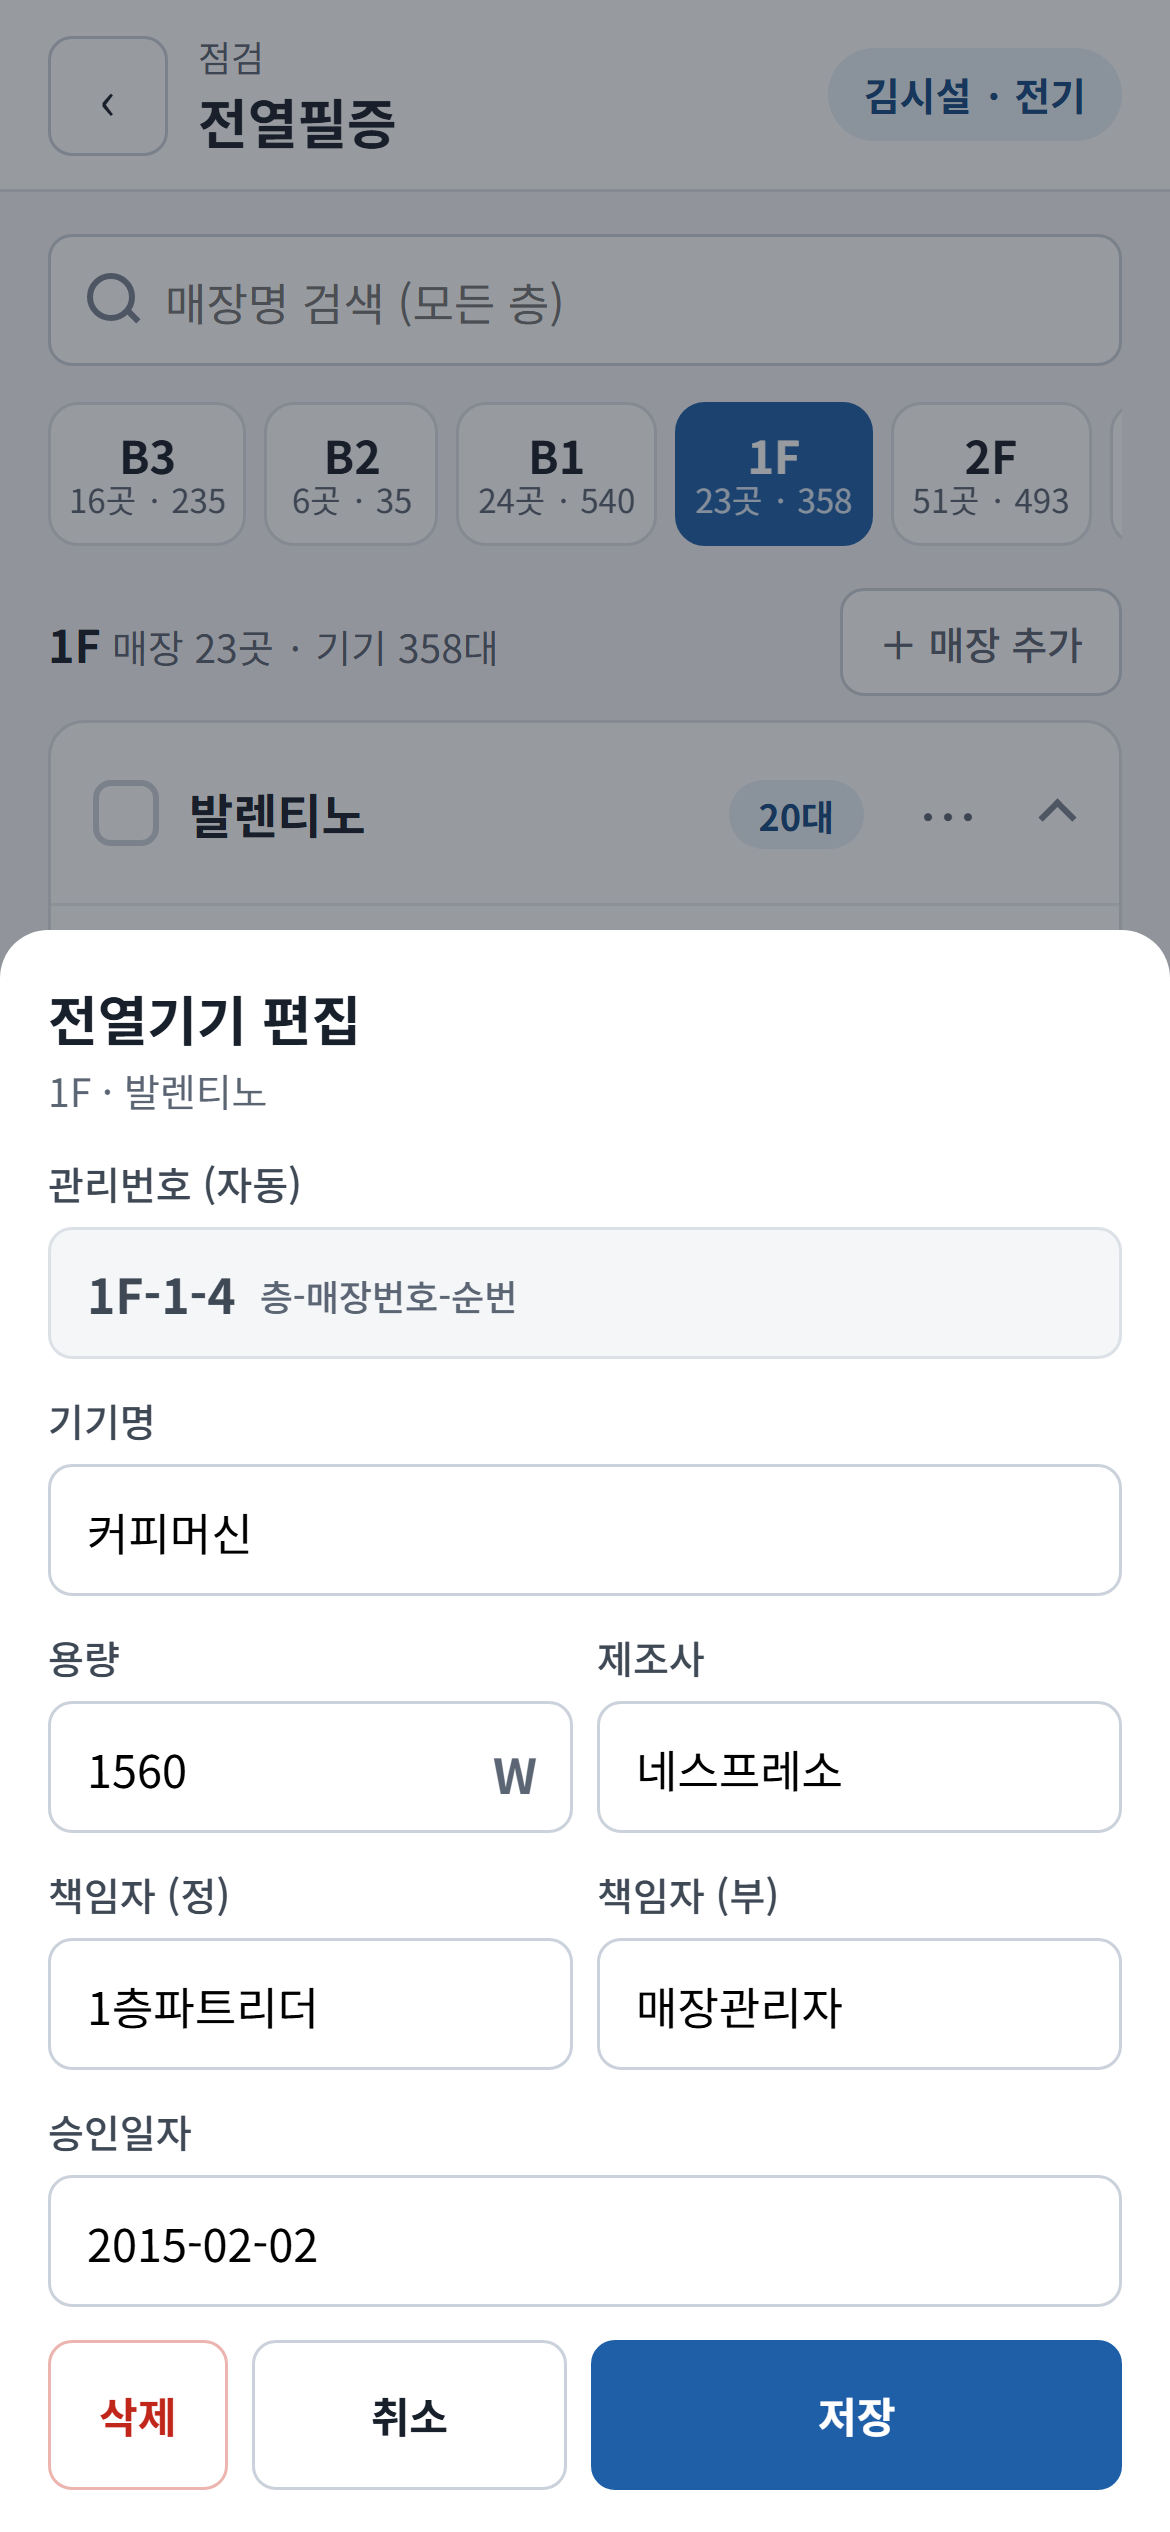 점검
전열필증
김시설 · 전기
매장명 검색 (모든 층)
B3
16곳 · 235
B2
6곳 · 35
B1
24곳 · 540
1F
23곳 · 358
2F
51곳 · 493
1F 매장 23곳 · 기기 358대
+ 매장 추가
발렌티노
20대
전열기기 편집
1F · 발렌티노
관리번호 (자동)
1F-1-4 층-매장번호-순번
기기명
커피머신
용량
제조사
1560 W
네스프레소
책임자 (정)
책임자 (부)
1층파트리더
매장관리자
승인일자
2015-02-02
삭제
취소
저장